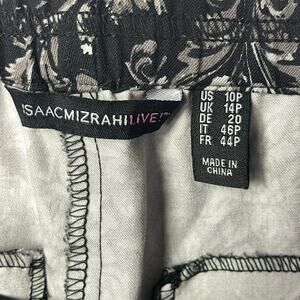 ISAACMIZRAHILIVE!™
US 10P
UK 14P
DE 20
IT 46P
FR 44P
MADE IN
CHINA